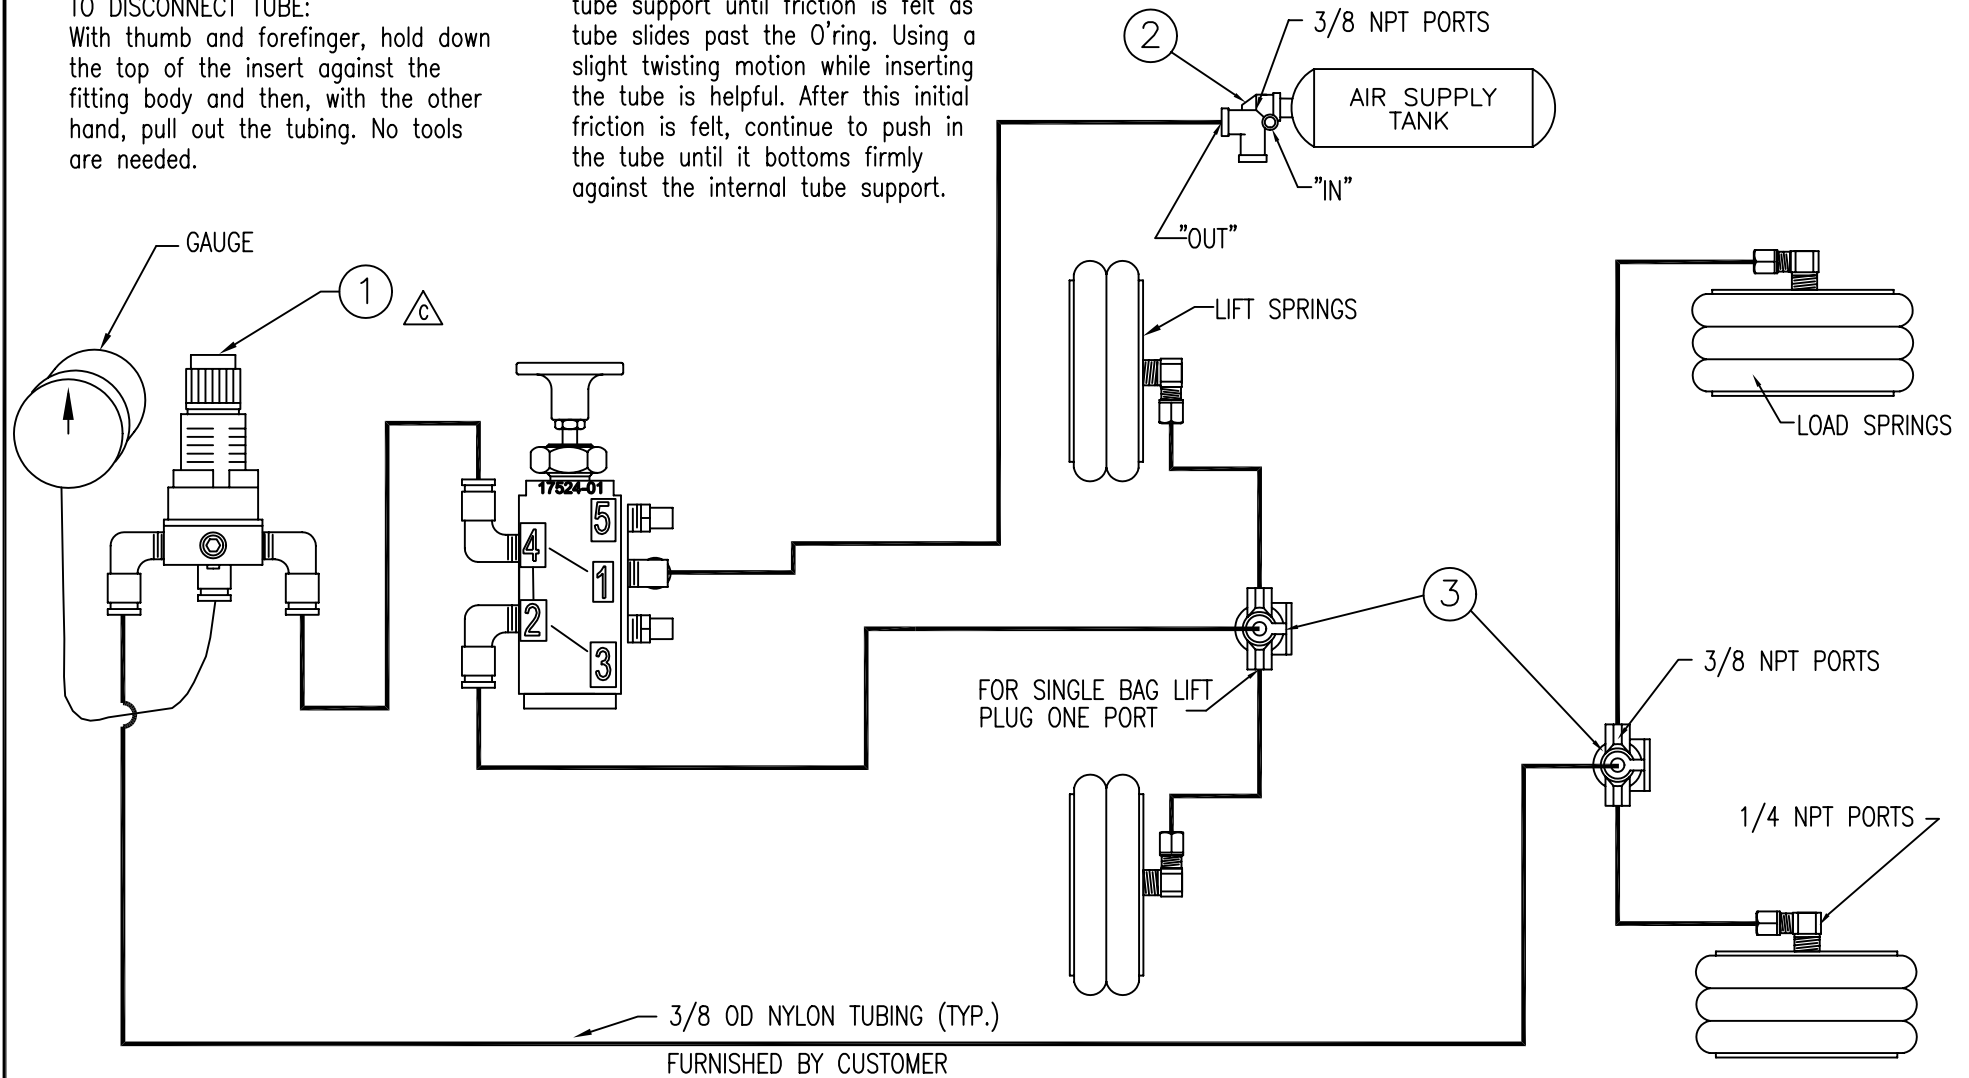 TO DISCONNECT TUBE:
With thumb and forefinger, hold down
the top of the insert against the
fitting body and then, with the other
hand, pull out the tubing. No tools
are needed.
tube support until friction is felt as
tube slides past the O'ring. Using a
slight twisting motion while inserting
the tube is helpful. After this initial
friction is felt, continue to push in
the tube until it bottoms firmly
against the internal tube support.
2
3/8 NPT PORTS
AIR SUPPLY
TANK
"IN"
"OUT"
GAUGE
1
C
LIFT SPRINGS
LOAD SPRINGS
17524-01
5
4
1
2
3
3
FOR SINGLE BAG LIFT
PLUG ONE PORT
3/8 NPT PORTS
1/4 NPT PORTS
3/8 OD NYLON TUBING (TYP.)
FURNISHED BY CUSTOMER